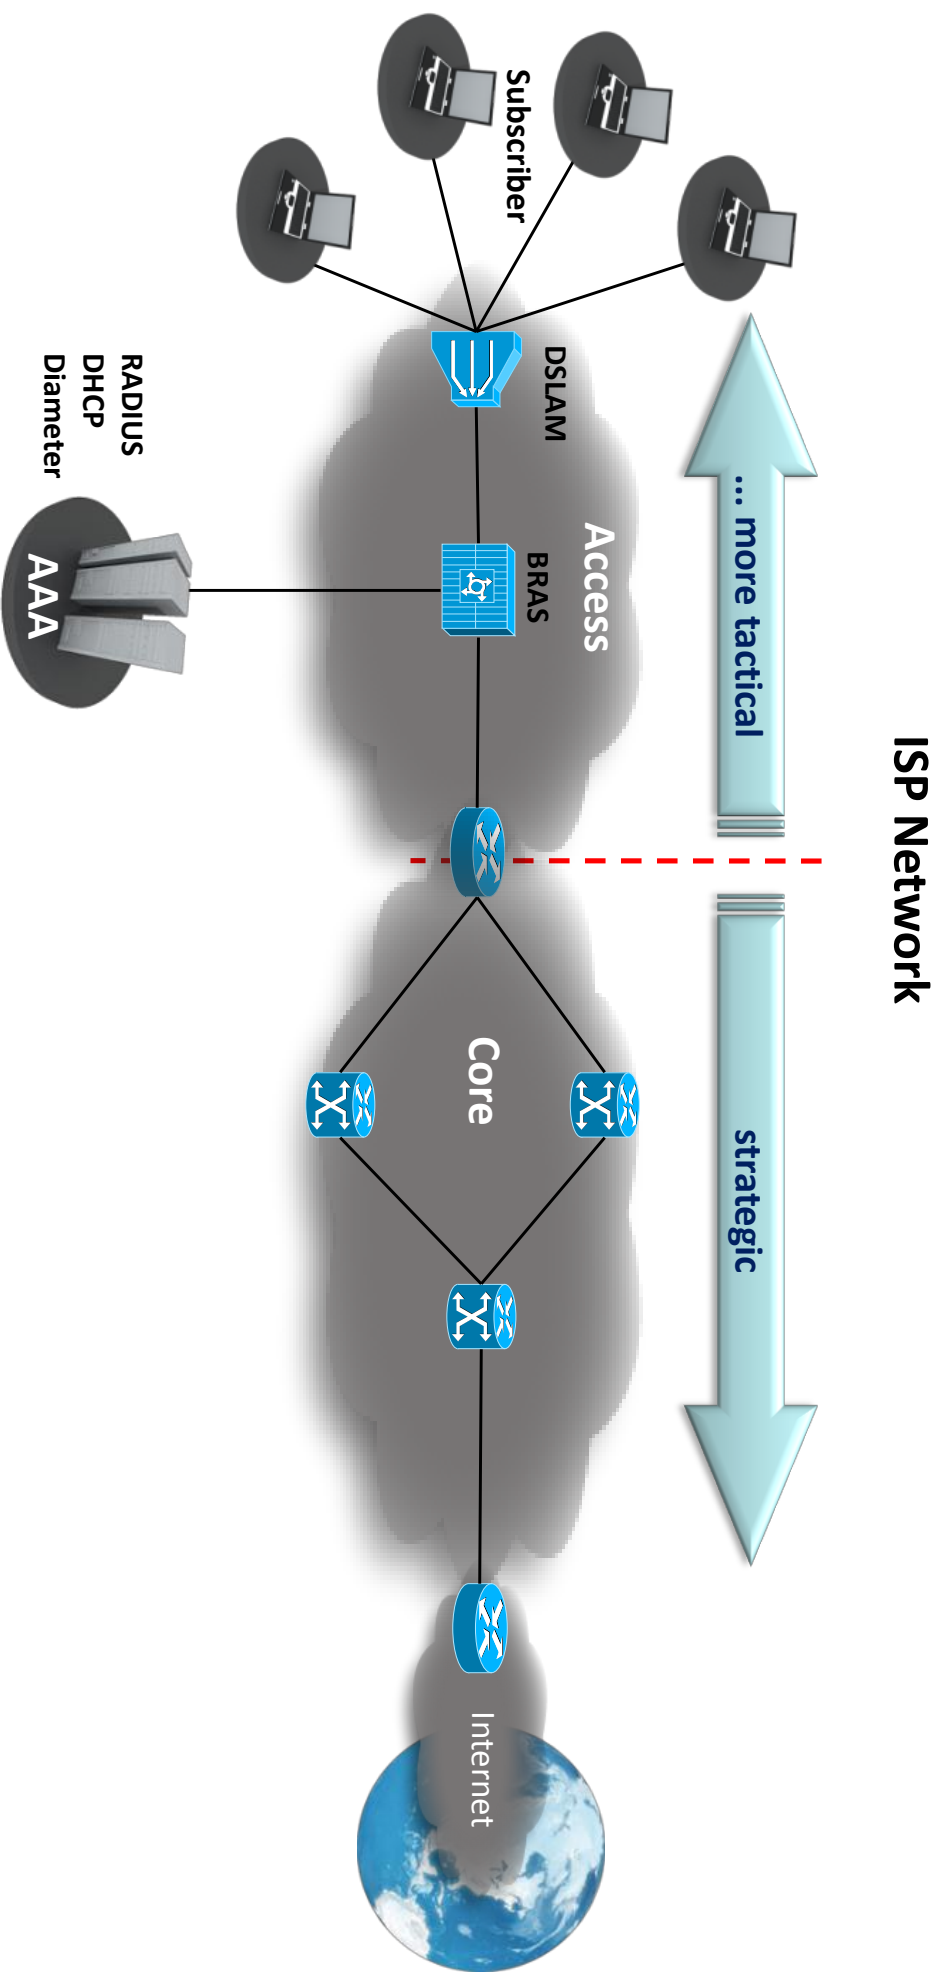 ISP Network
... more tactical
strategic
Subscriber
DSLAM
Access
BRAS
Core
Internet
RADIUS
DHCP
Diameter
AAA